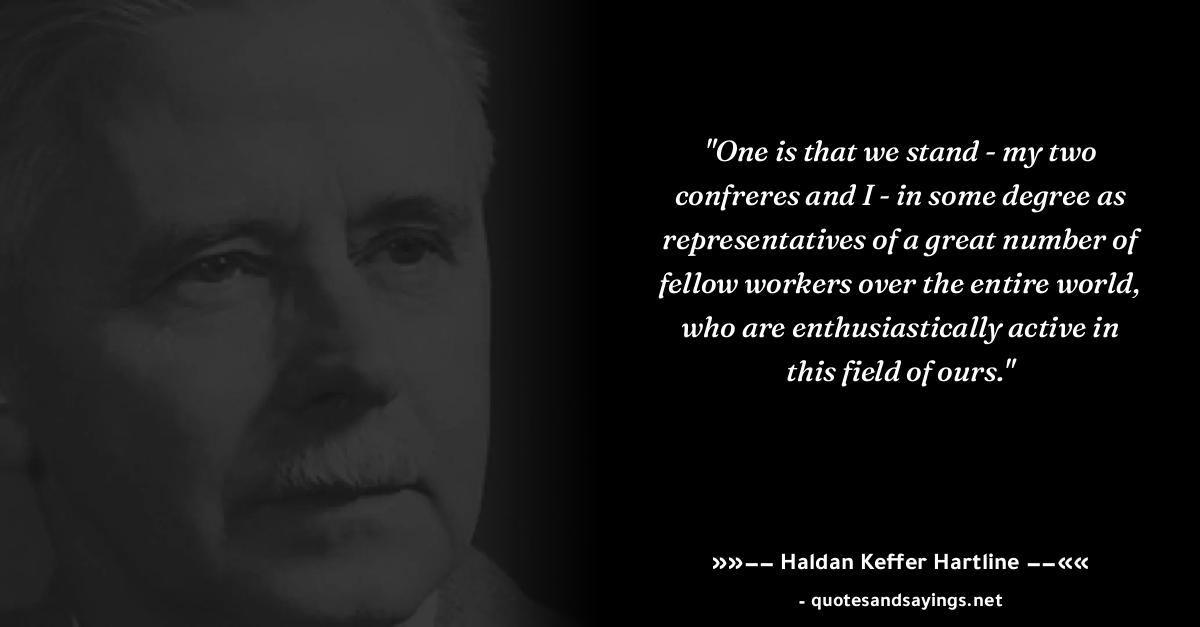 "One is that we stand - my two
confreres and I - in some degree as
representatives of a great number of
fellow workers over the entire world,
who are enthusiastically active in
this field of ours."
»»–– Haldan Keffer Hartline ––««
- quotesandsayings.net